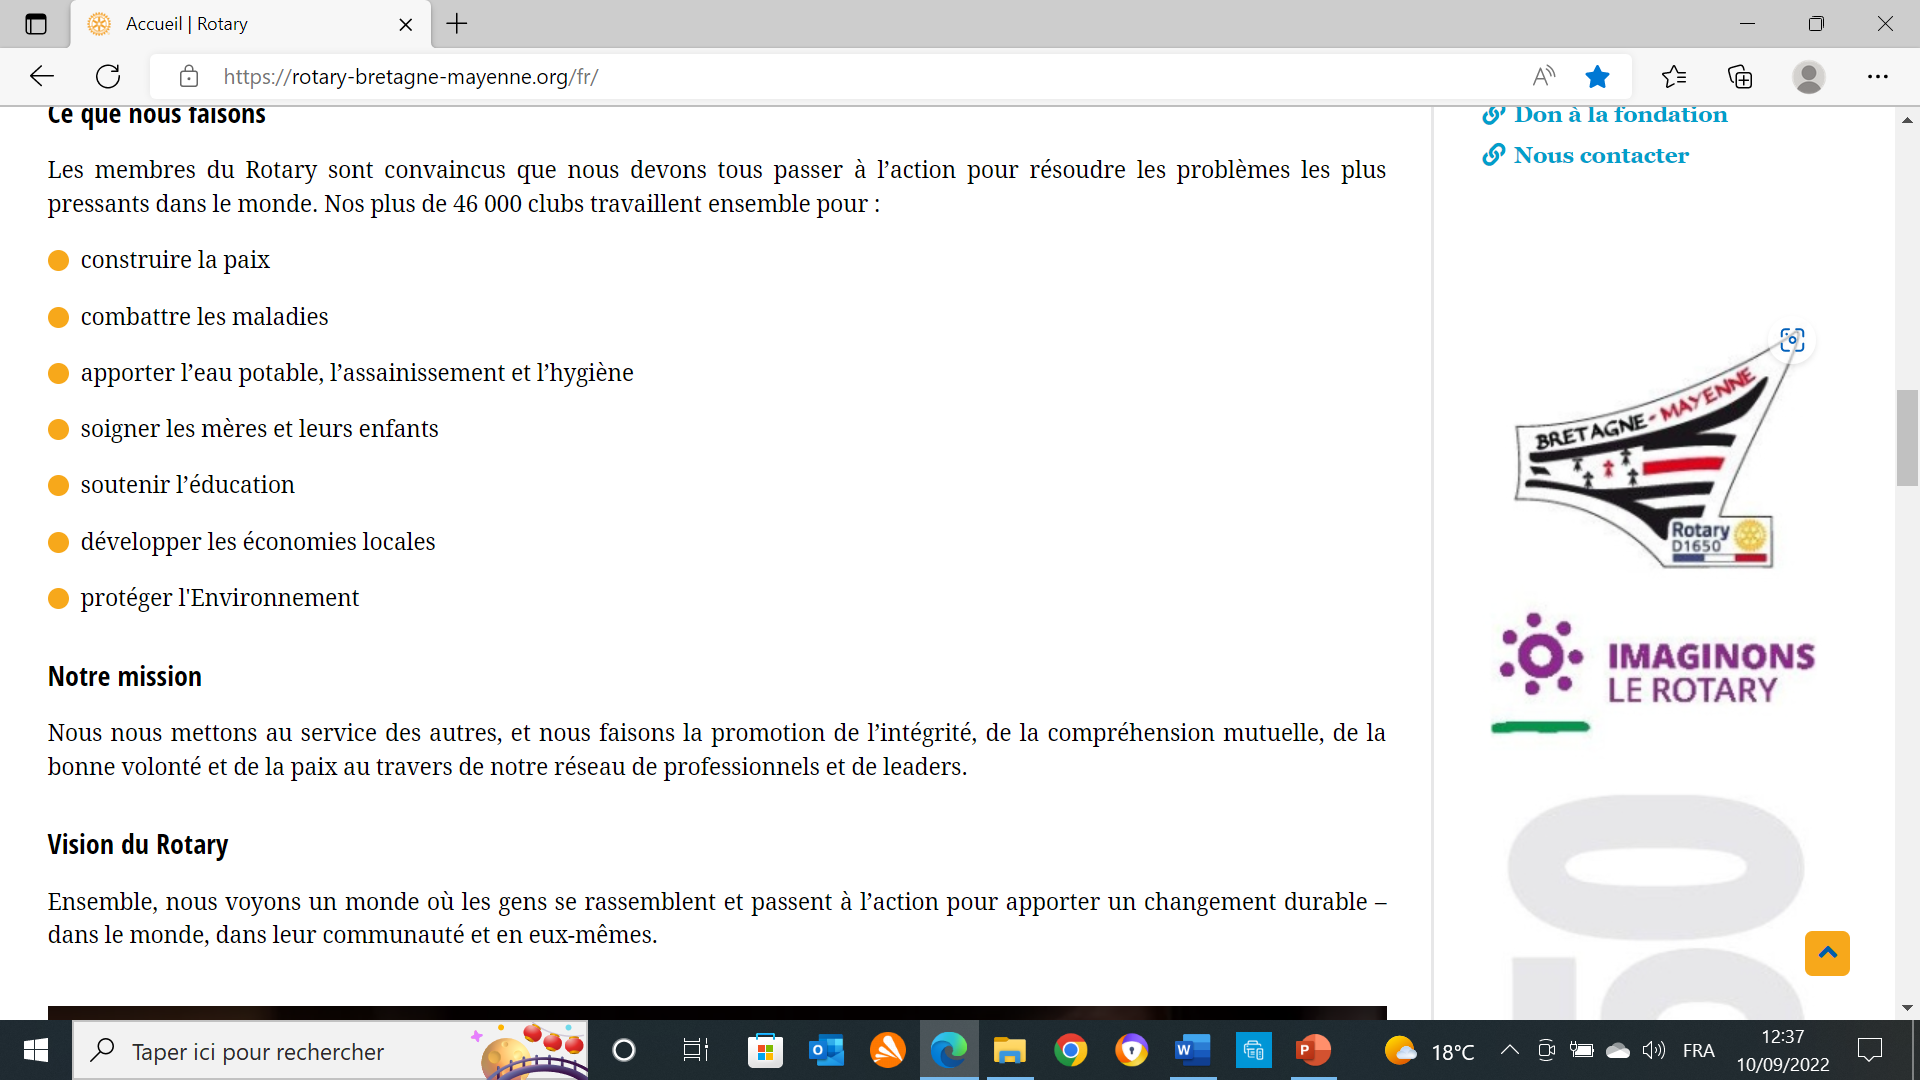 Accueil | Rotary
https://rotary-bretagne-mayenne.org/fr/
Ce que nous faisons
Les membres du Rotary sont convaincus que nous devons tous passer à l’action pour résoudre les problèmes les plus
pressants dans le monde. Nos plus de 46 000 clubs travaillent ensemble pour :
construire la paix
combattre les maladies
apporter l’eau potable, l’assainissement et l’hygiène
soigner les mères et leurs enfants
soutenir l’éducation
développer les économies locales
protéger l'Environnement
Notre mission
Nous nous mettons au service des autres, et nous faisons la promotion de l’intégrité, de la compréhension mutuelle, de la
bonne volonté et de la paix au travers de notre réseau de professionnels et de leaders.
Vision du Rotary
Ensemble, nous voyons un monde où les gens se rassemblent et passent à l’action pour apporter un changement durable –
dans le monde, dans leur communauté et en eux-mêmes.
Don à la fondation
Nous contacter
BRETAGNE-MAYENNE
Rotary
D1650
IMAGINONS
LE ROTARY
Taper ici pour rechercher
18°C
FRA
12:37
10/09/2022